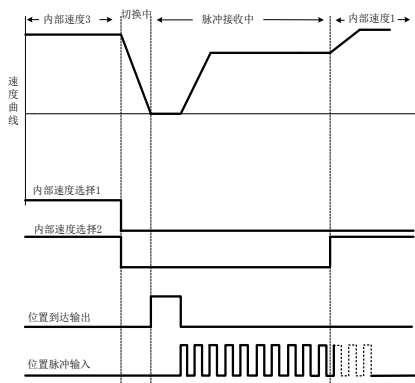 内部速度3
切换中
脉冲接收中
内部速度1
速度曲线
内部速度选择1
内部速度选择2
位置到达输出
位置脉冲输入